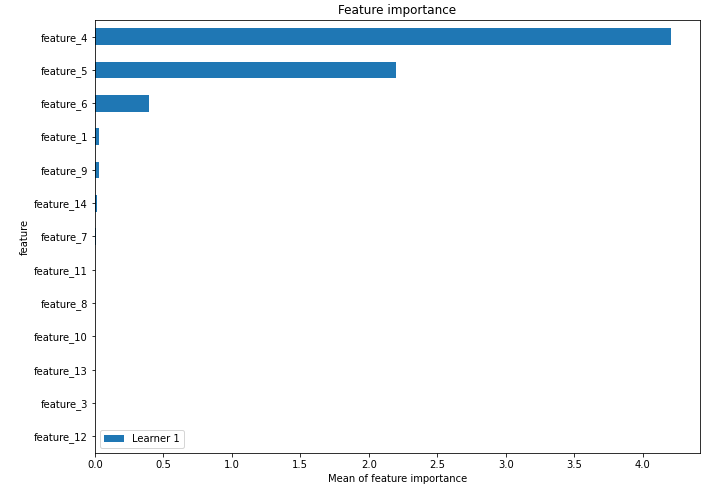 Feature importance
feature_4
feature_5
feature_6
feature_1
feature_9
feature_14
feature_7
feature_11
feature_8
feature_10
feature_13
feature_3
feature_12
feature
Learner 1
0.0 0.5 1.0 1.5 2.0 2.5 3.0 3.5 4.0
Mean of feature importance